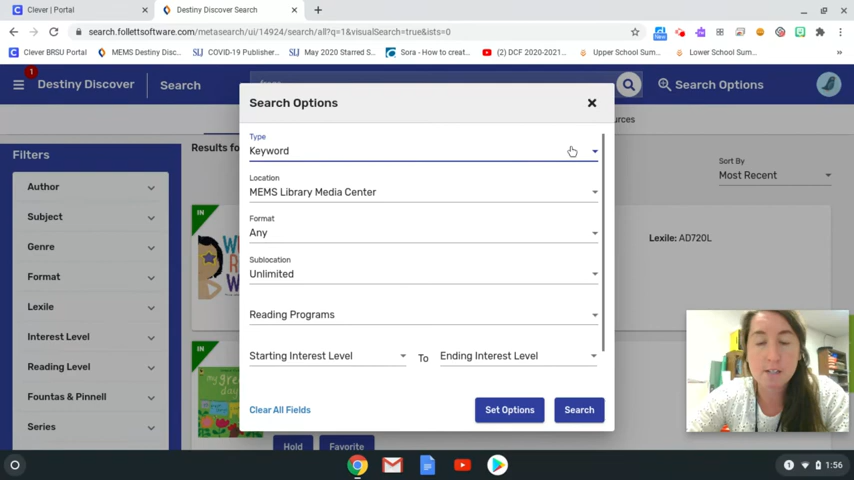 Clever | Portal
Destiny Discover Search
search.follettsoftware.com/metasearch/ui/14924/search/all?q=1&visualSearch=true&ists=0
Clever BRSU Portal
MEMS Destiny Disc...
COVID-19 Publisher...
May 2020 Starred S...
Sora - How to creat...
(2) DCF 2020-2021...
Upper School Sum...
Lower School Sum...
New
1
Destiny Discover
Search
Search Options
Results fo
Filters
Author
Subject
Genre
Format
Lexile
Interest Level
Reading Level
Fountas & Pinnell
Series
IN
IN
Search Options
Type
Keyword
Location
MEMS Library Media Center
Format
Any
Sublocation
Unlimited
Reading Programs
Starting Interest Level
To
Ending Interest Level
Clear All Fields
Set Options
Search
Hold
Favorite
Sort By
Most Recent
Lexile: AD720L
1
1:56